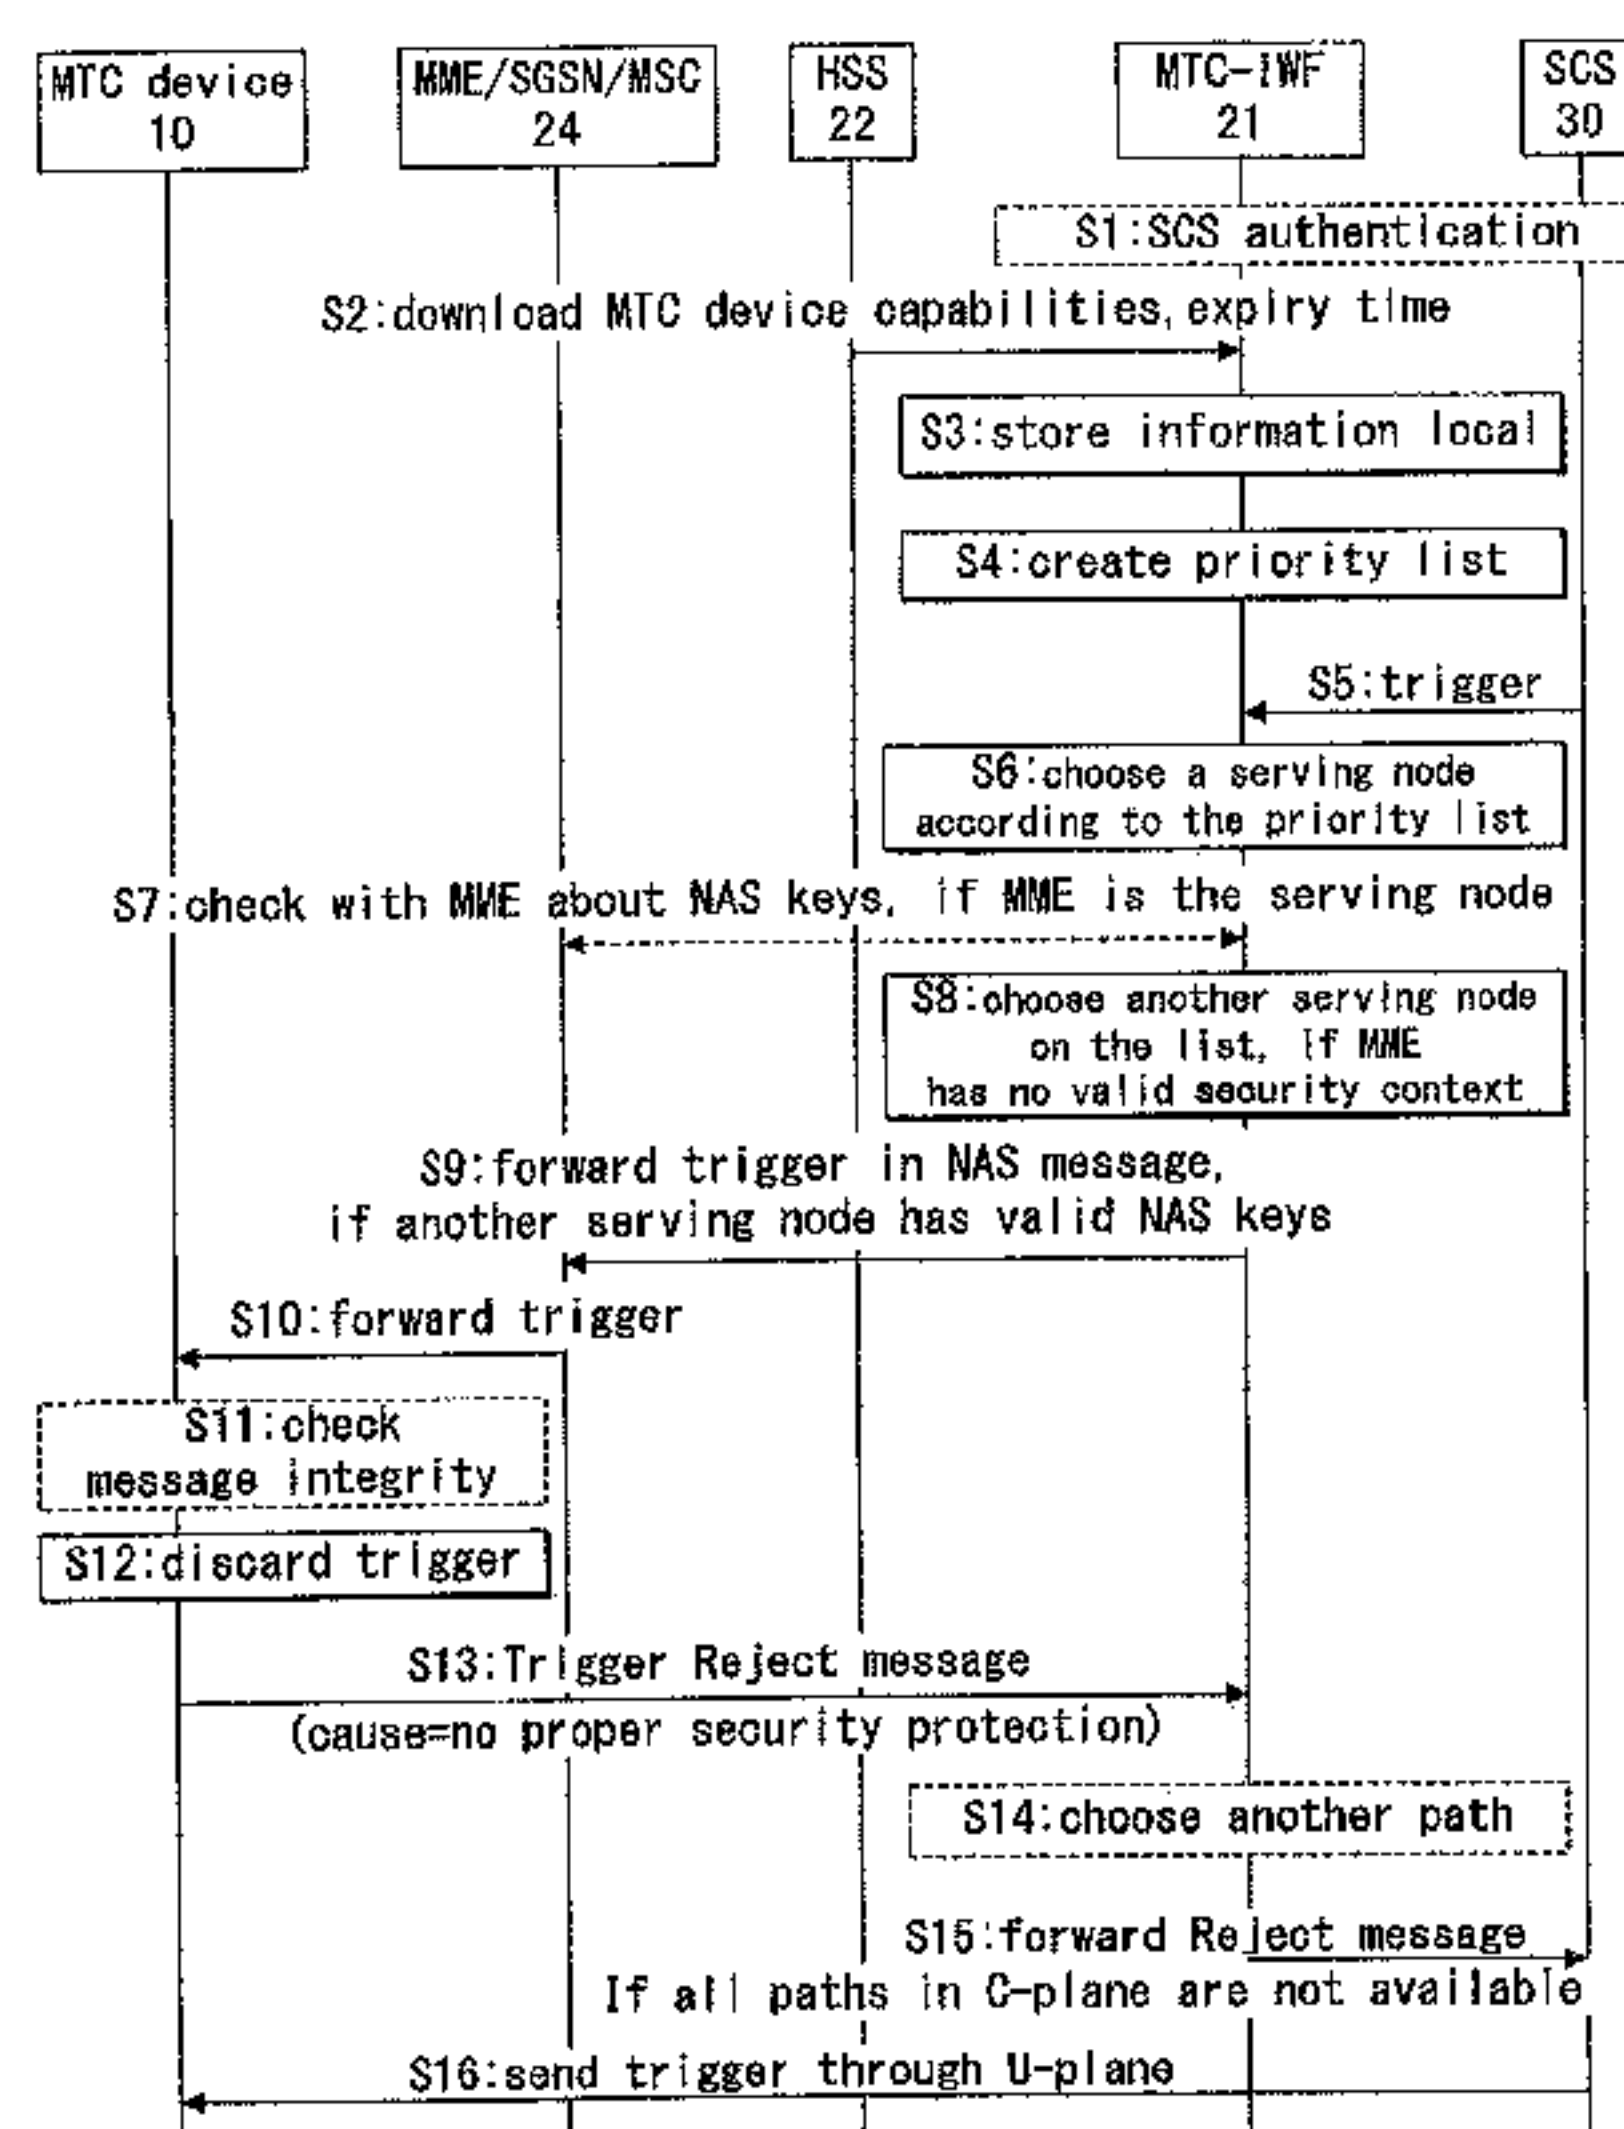 MTC device
10
MME/SGSN/MSC
24
HSS
22
MTC-IWF
21
SCS
30
S1:SCS authentication
S2:download MTC device capabilities, expiry time
S3:store information local
S4:create priority list
S5:trigger
S6:choose a serving node
according to the priority list
S7:check with MME about NAS keys, if MME is the serving node
S8:choose another serving node
on the list, if MME
has no valid security context
S9:forward trigger in NAS message,
if another serving node has valid NAS keys
S10:forward trigger
S11:check
message integrity
S12:discard trigger
S13:Trigger Reject message
(cause=no proper security protection)
S14:choose another path
S15:forward Reject message
If all paths in C-plane are not available
S16:send trigger through U-plane